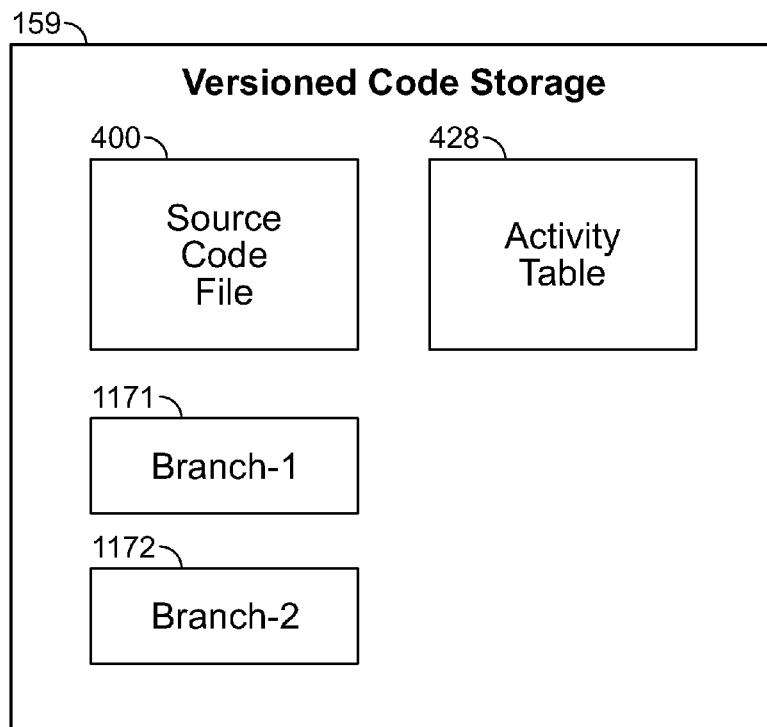 159
Versioned Code Storage
400
Source
Code
File
428
Activity
Table
1171
Branch-1
1172
Branch-2